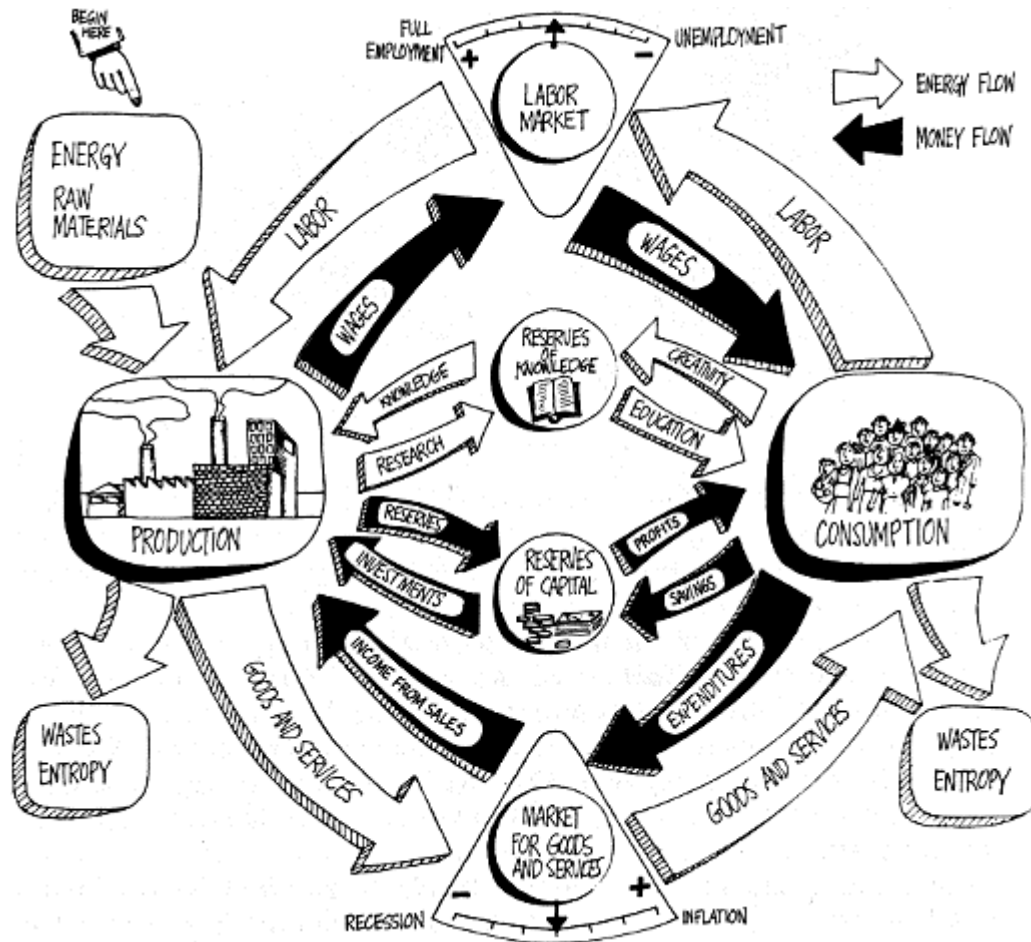 BEGIN
HERE
FULL
EMPLOYMENT
UNEMPLOYMENT
+
-
LABOR
MARKET
ENERGY FLOW
MONEY FLOW
ENERGY
RAW
MATERIALS
LABOR
LABOR
WAGES
WAGES
RESERVES
OF
KNOWLEDGE
KNOWLEDGE
CREATIVITY
RESEARCH
EDUCATION
PRODUCTION
CONSUMPTION
RESERVES
PROFITS
INVESTMENTS
RESERVES
OF CAPITAL
SAVINGS
INCOME FROM SALES
EXPENDITURES
GOODS AND SERVICES
GOODS AND SERVICES
WASTES
ENTROPY
WASTES
ENTROPY
MARKET
FOR GOODS
AND SERVICES
-
+
RECESSION
INFLATION